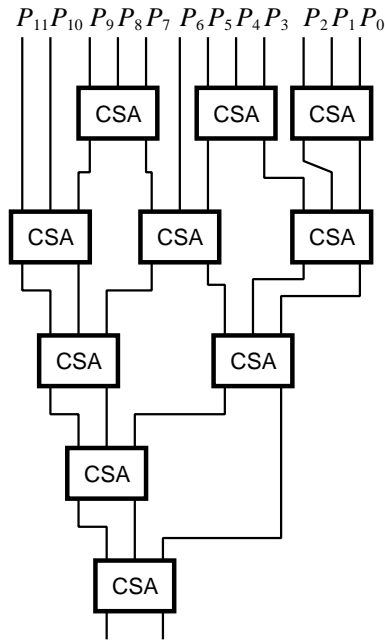 P₁₁ P₁₀ P₉ P₈ P₇ P₆ P₅ P₄ P₃ P₂ P₁ P₀
CSA CSA CSA
CSA CSA CSA
CSA CSA
CSA
CSA